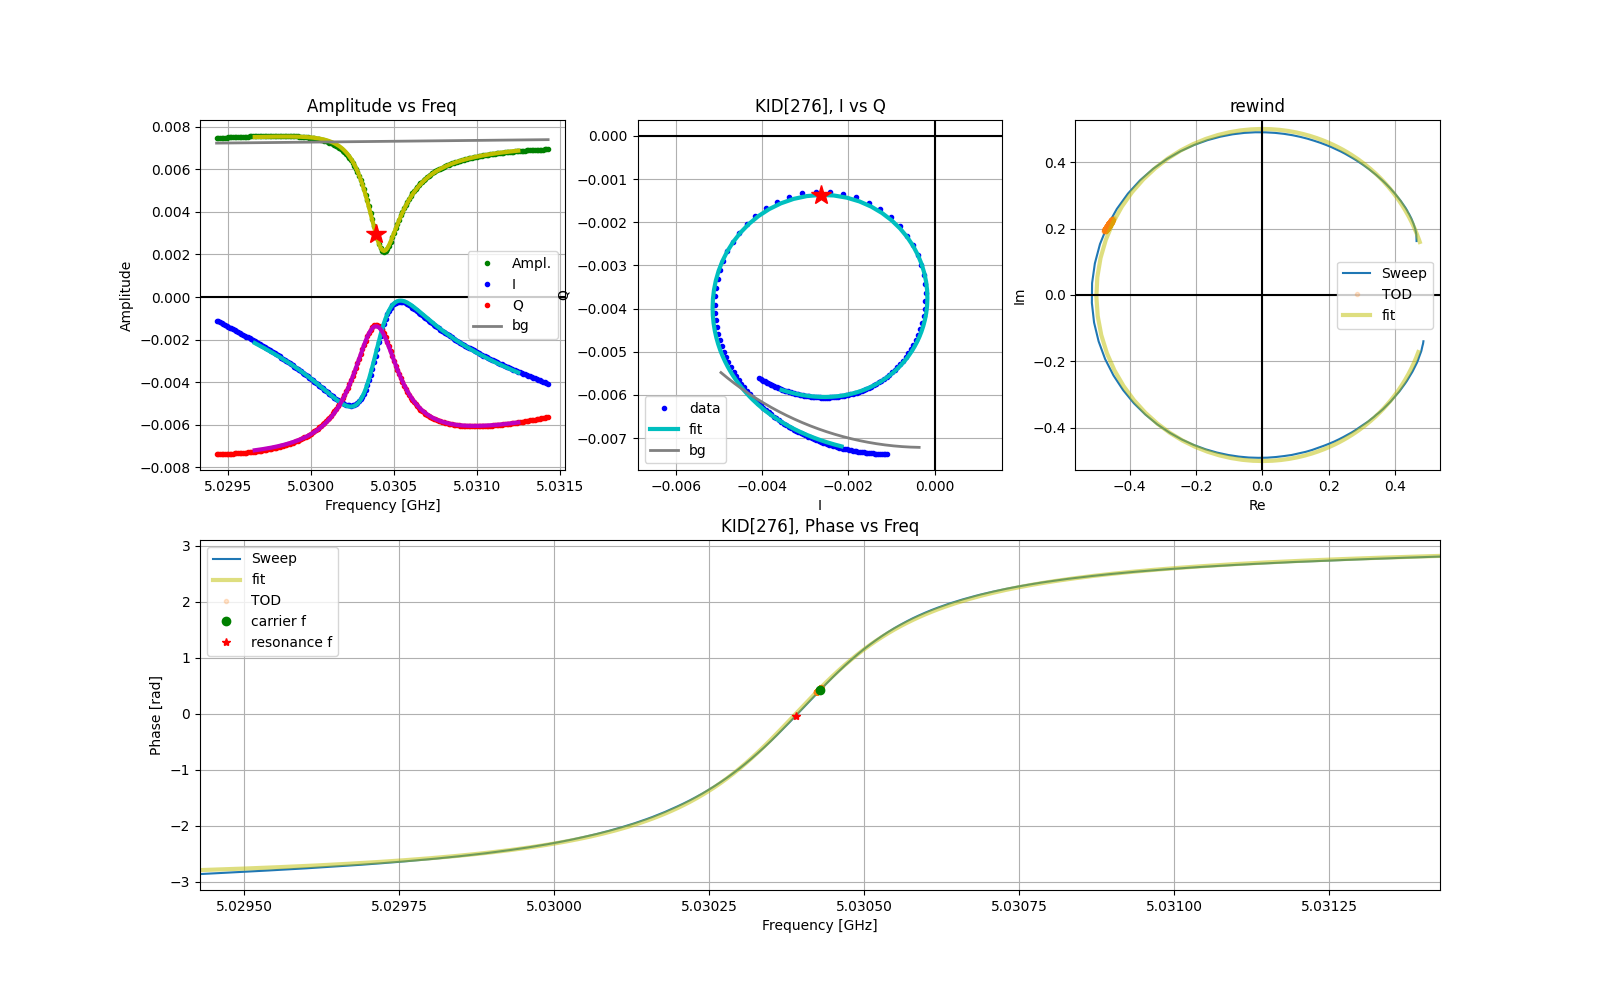 Amplitude vs Freq
0.008
0.006
0.004
0.002
0.000
−0.002
−0.004
−0.006
−0.008
Amplitude
Ampl.
I
Q
bg
5.0295
5.0300
5.0305
5.0310
5.0315
Frequency [GHz]
KID[276], I vs Q
0.000
−0.001
−0.002
−0.003
−0.004
−0.005
−0.006
−0.007
Q
data
fit
bg
−0.006
−0.004
−0.002
0.000
I
rewind
0.4
0.2
0.0
−0.2
−0.4
Im
Sweep
TOD
fit
−0.4
−0.2
0.0
0.2
0.4
Re
KID[276], Phase vs Freq
3
2
1
0
−1
−2
−3
Phase [rad]
Sweep
fit
TOD
carrier f
resonance f
5.02950
5.02975
5.03000
5.03025
5.03050
5.03075
5.03100
5.03125
Frequency [GHz]